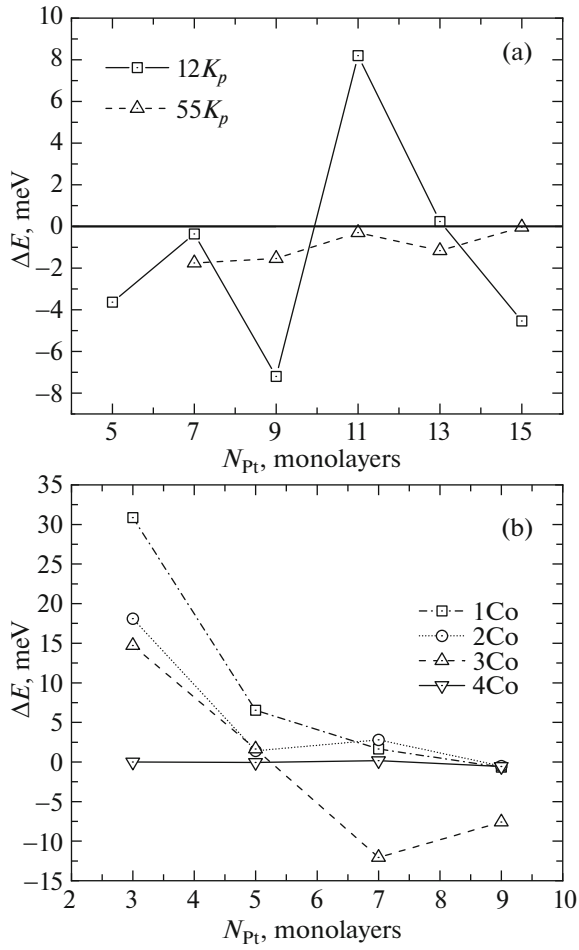 10
(a)
8
12K_p
6
55K_p
4
2
0
−2
−4
−6
−8
ΔE, meV
5 7 9 11 13 15
N_Pt, monolayers
35
(b)
30
25
20
1Co
2Co
3Co
4Co
15
10
5
0
−5
−10
−15
ΔE, meV
2 3 4 5 6 7 8 9 10
N_Pt, monolayers